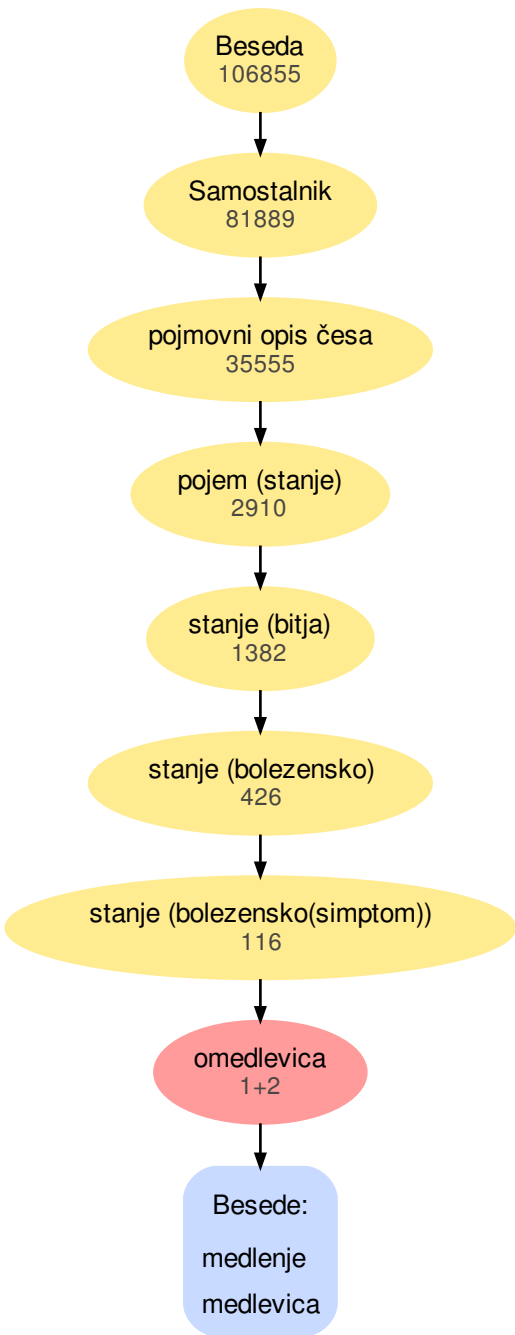 Beseda
106855
Samostalnik
81889
pojmovni opis česa
35555
pojem (stanje)
2910
stanje (bitja)
1382
stanje (bolezensko)
426
stanje (bolezensko(simptom))
116
omedlevica
1+2
Besede:
medlenje
medlevica